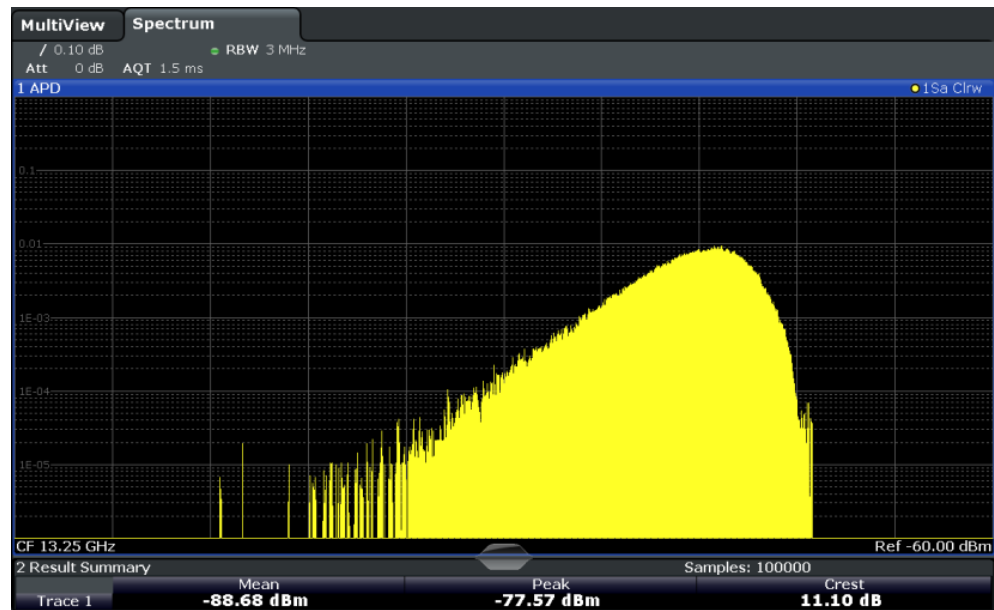 MultiView Spectrum
/ 0.10 dB RBW 3 MHz
Att 0 dB AQT 1.5 ms
1 APD 1Sa Clrw
0.1
0.01
1E-03
1E-04
1E-05
CF 13.25 GHz Ref -60.00 dBm
2 Result Summary Samples: 100000
Mean Peak Crest
Trace 1 -88.68 dBm -77.57 dBm 11.10 dB